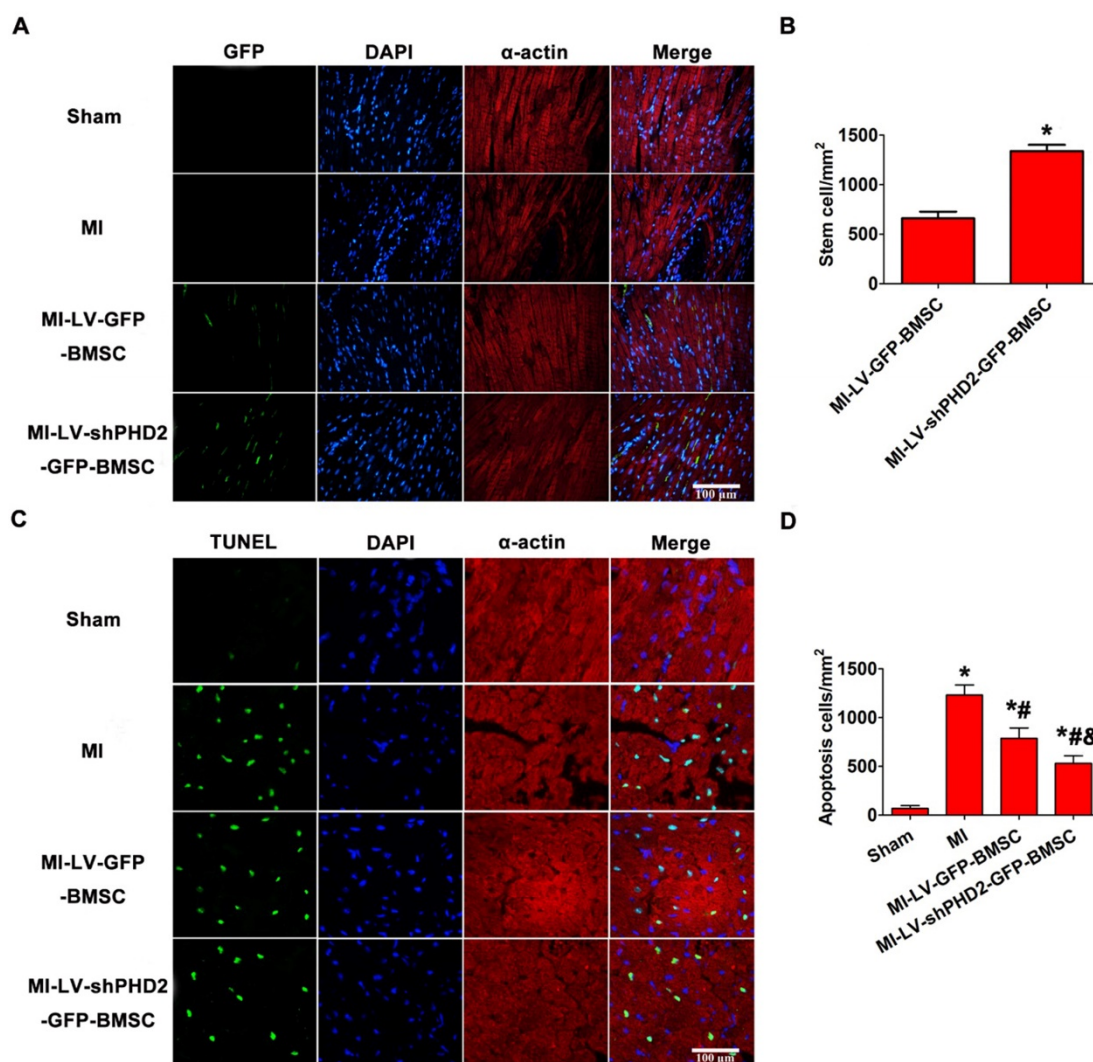 A
GFP DAPI α-actin Merge
Sham
MI
MI-LV-GFP
-BMSC
MI-LV-shPHD2
-GFP-BMSC
100 μm
B
Stem cell/mm²
1500
1000
500
0
*
MI-LV-GFP-BMSC
MI-LV-shPHD2-GFP-BMSC
C
TUNEL DAPI α-actin Merge
Sham
MI
MI-LV-GFP
-BMSC
MI-LV-shPHD2
-GFP-BMSC
100 μm
D
Apoptosis cells/mm²
1500
1000
500
0
*
*#
*#&
Sham
MI
MI-LV-GFP-BMSC
MI-LV-shPHD2-GFP-BMSC